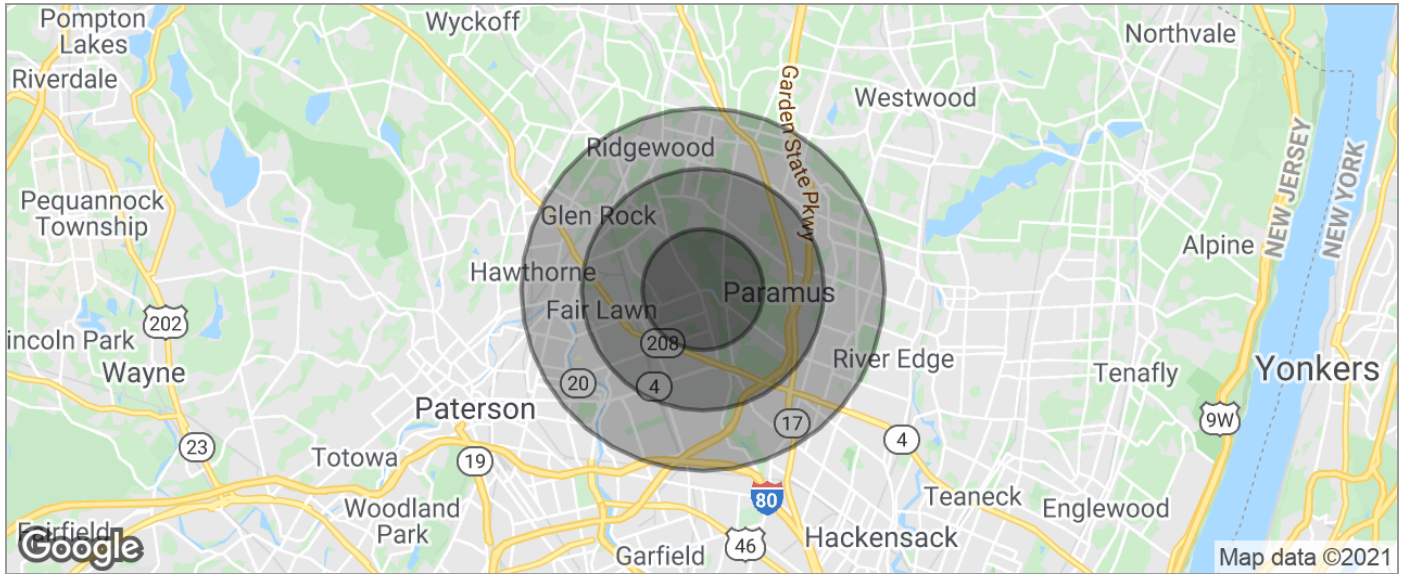 Pompton
Lakes
Wyckoff
Northvale
Riverdale
Garden State Pkwy
Westwood
Ridgewood
NEW JERSEY
NEW YORK
Pequannock
Township
Glen Rock
Alpine
Hawthorne
Paramus
Fair Lawn
202
208
incoln Park
Wayne
River Edge
Yonkers
Tenafly
20
4
Paterson
17
9W
4
23
19
Totowa
80
Teaneck
Woodland
Park
Englewood
Fairfield
Google
46
Hackensack
Garfield
Map data ©2021